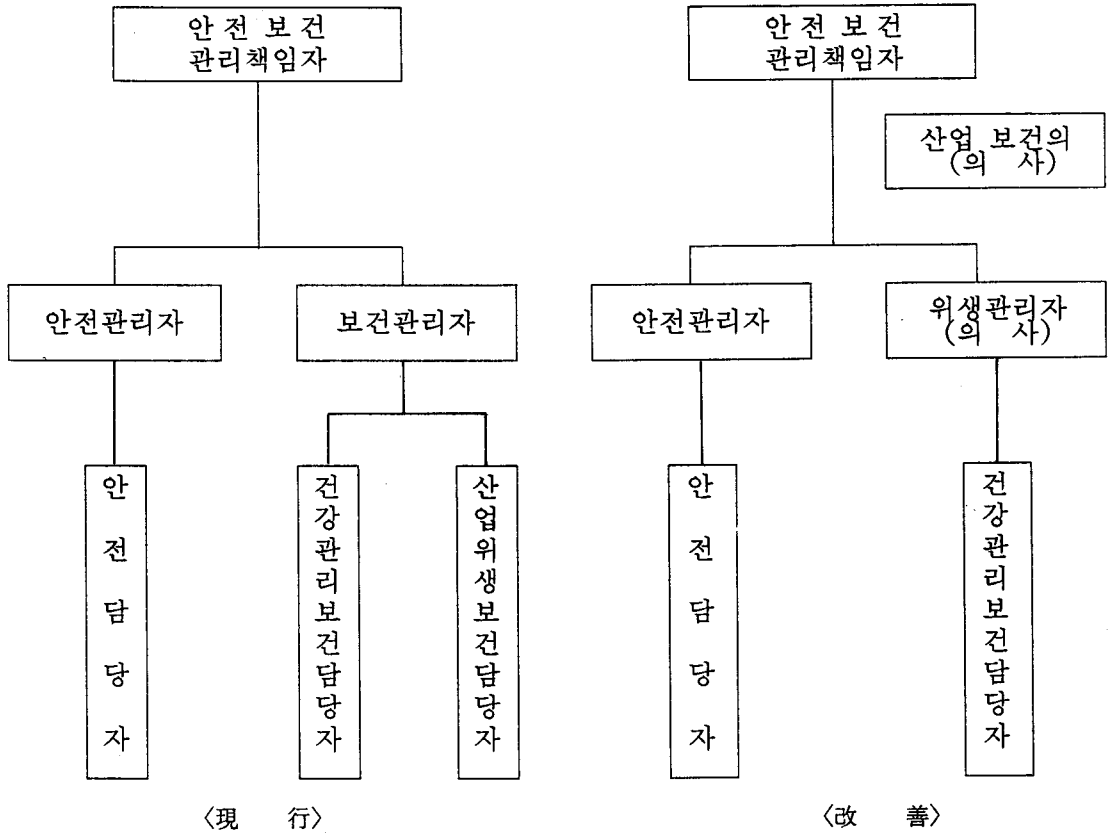 안전 보건
관리책임자
안전관리자
보건관리자
안전담당자
건강관리보건담당자
산업위생보건담당자
〈現 行〉
안전 보건
관리책임자
산업 보건의
(의 사)
안전관리자
위생관리자
(의 사)
안전담당자
건강관리보건담당자
〈改 善〉